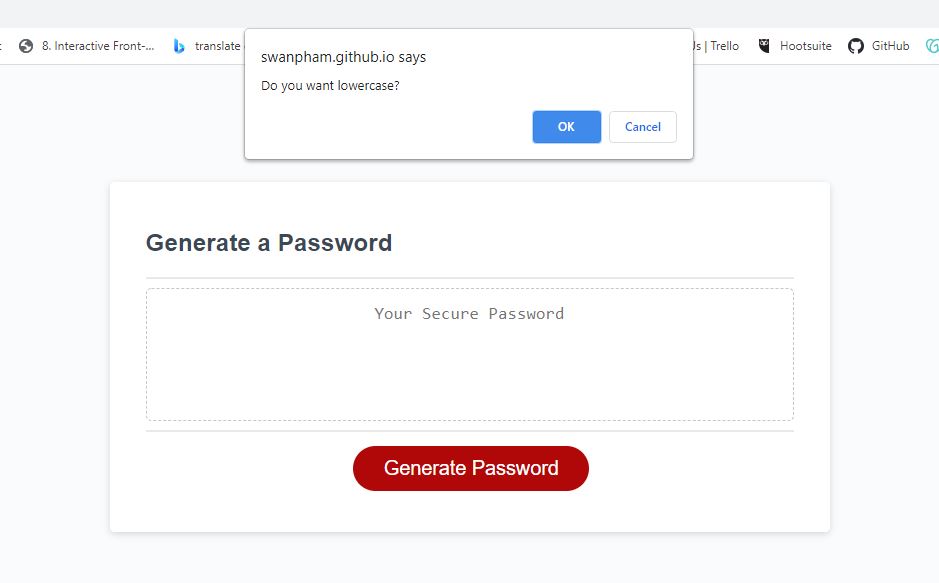 8. Interactive Front-...
translate
| Trello
Hootsuite
GitHub
swanpham.github.io says
Do you want lowercase?
OK
Cancel
Generate a Password
Your Secure Password
Generate Password